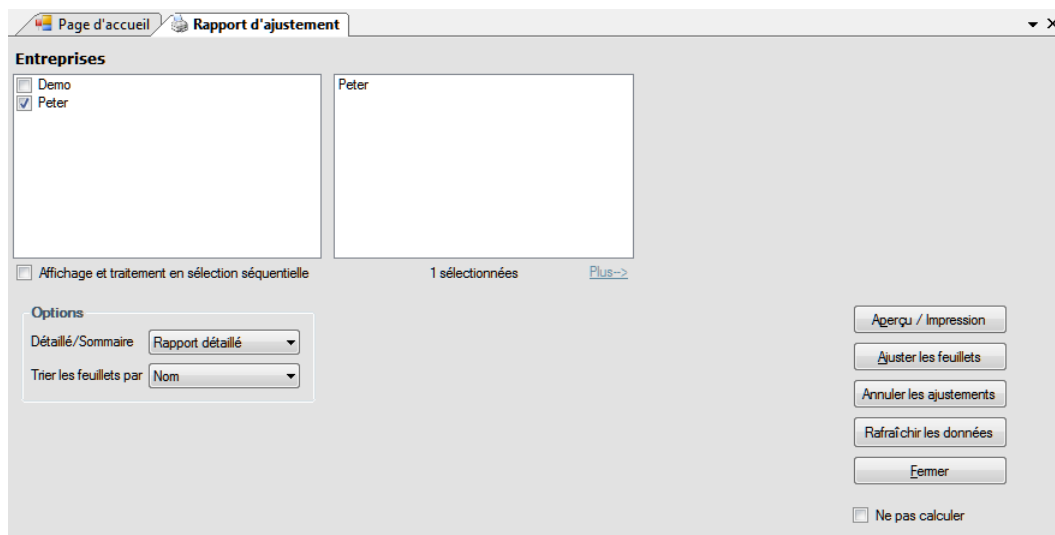 Page d'accueil
Rapport d'ajustement
Entreprises
Demo
Peter
Peter
Affichage et traitement en sélection séquentielle
1 sélectionnées
Plus-->
Options
Détaillé/Sommaire
Rapport détaillé
Trier les feuillets par
Nom
Aperçu / Impression
Ajuster les feuillets
Annuler les ajustements
Rafraîchir les données
Fermer
Ne pas calculer